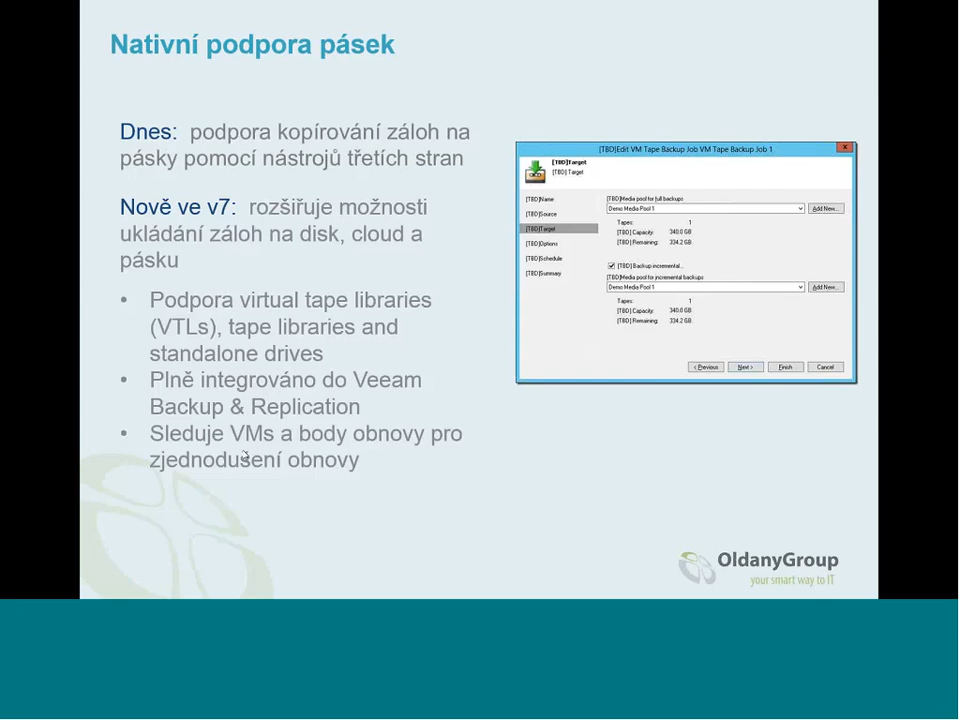 Nativní podpora pásek
Dnes: podpora kopírování záloh na
pásky pomocí nástrojů třetích stran
Nově ve v7: rozšiřuje možnosti
ukládání záloh na disk, cloud a
pásku
• Podpora virtual tape libraries
(VTLs), tape libraries and
standalone drives
• Plně integrováno do Veeam
Backup & Replication
• Sleduje VMs a body obnovy pro
zjednodušení obnovy
[TBD]Edit VM Tape Backup Job VM Tape Backup Job 1
x
[TBD]Target
[TBD] Target
[TBD]Name
[TBD]Source
[TBD]Target
[TBD]Options
[TBD]Schedule
[TBD]Summary
[TBD]Media pool for full backups
Demo Media Pool 1
Add New...
Tapes: 1
[TBD] Capacity: 340.0 GB
[TBD] Remaining: 334.2 GB
[TBD] Backup incremental...
[TBD]Media pool for incremental backups
Demo Media Pool 1
Add New...
Tapes: 1
[TBD] Capacity: 340.0 GB
[TBD] Remaining: 334.2 GB
< Previous
Next >
Finish
Cancel
OldanyGroup
your smart way to IT